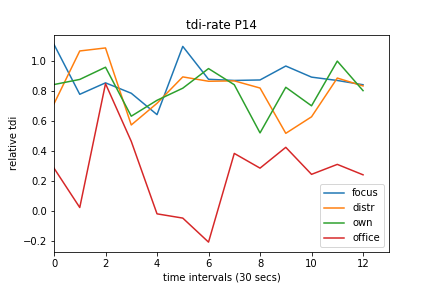 tdi-rate P14
relative tdi
1.0
0.8
0.6
0.4
0.2
0.0
−0.2
0 2 4 6 8 10 12
time intervals (30 secs)
focus
distr
own
office